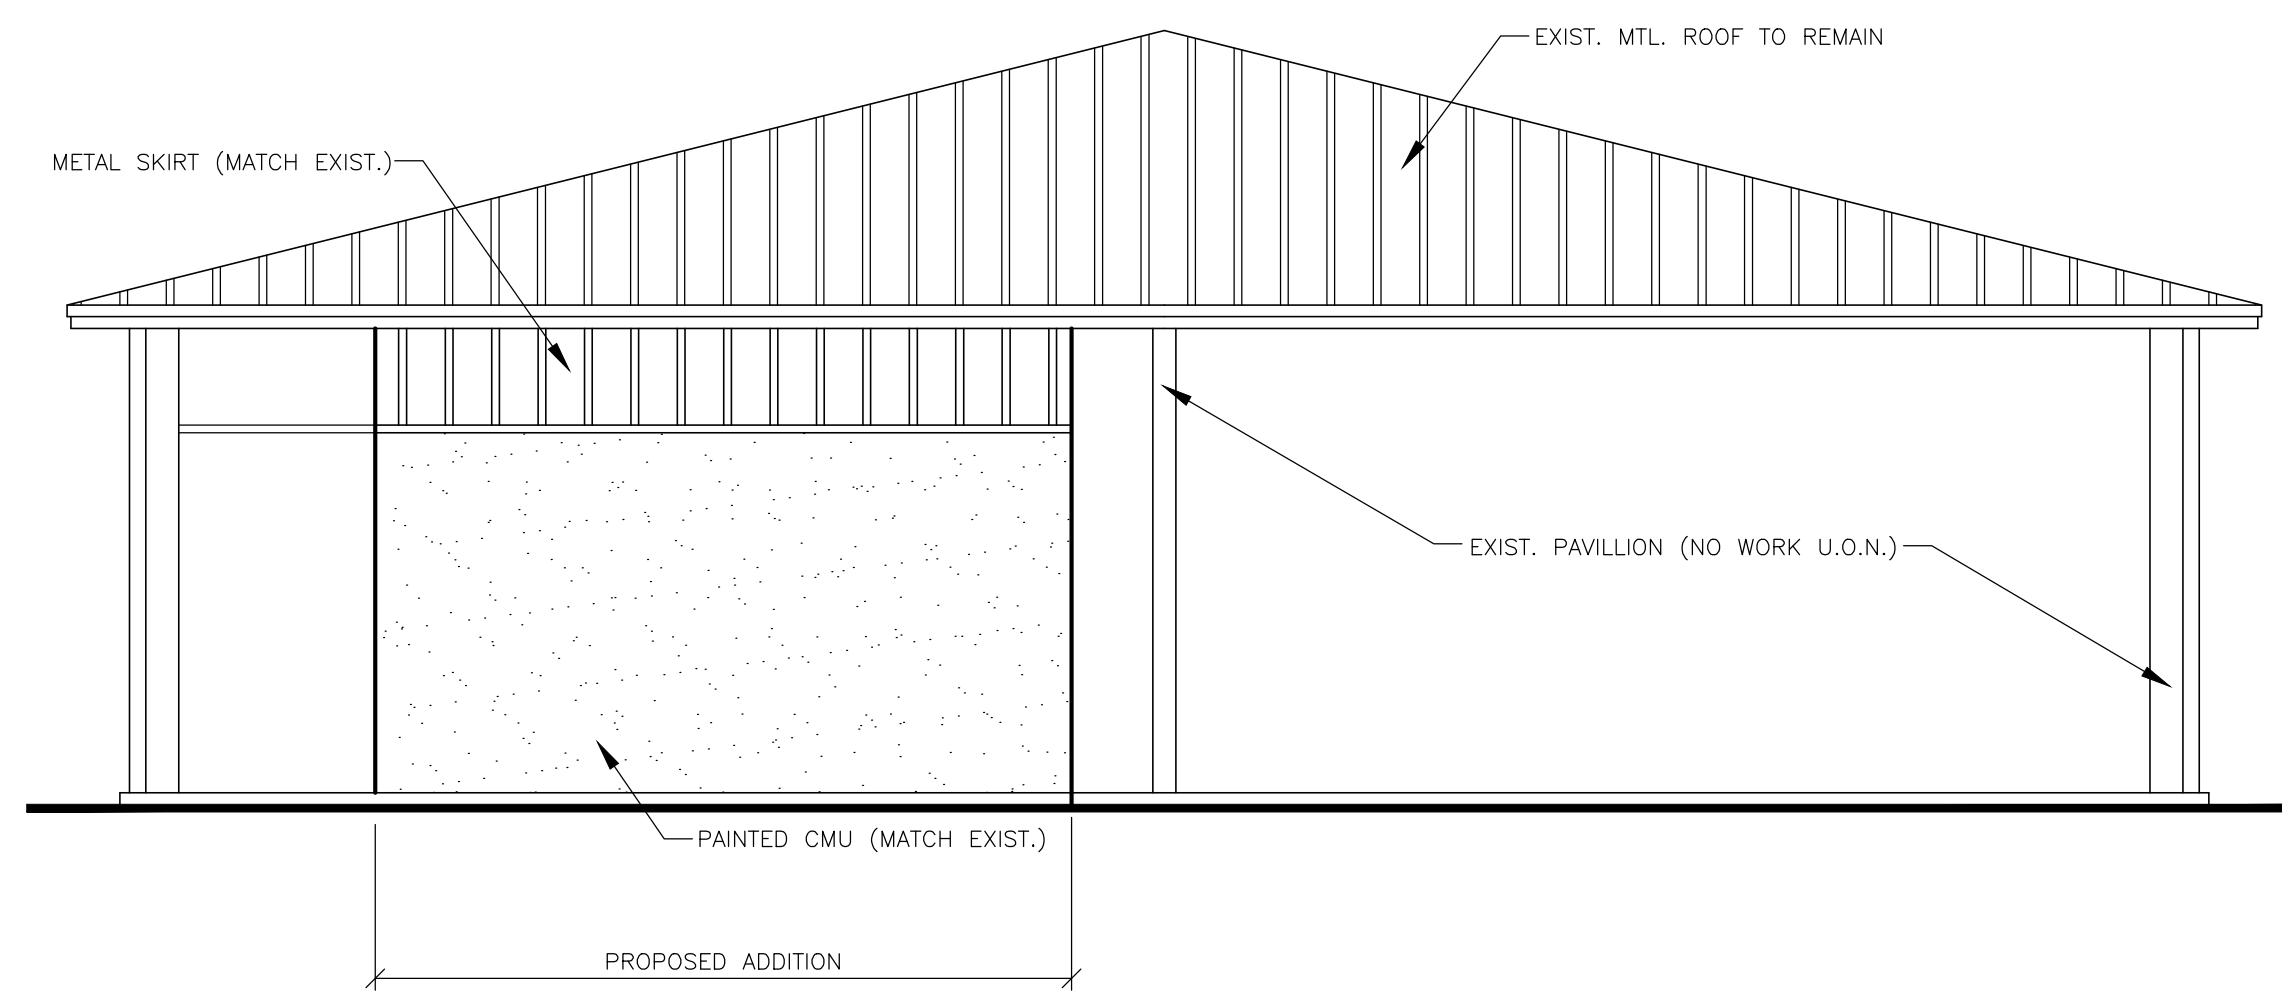 EXIST. MTL. ROOF TO REMAIN
METAL SKIRT (MATCH EXIST.)
EXIST. PAVILLION (NO WORK U.O.N.)
PAINTED CMU (MATCH EXIST.)
PROPOSED ADDITION